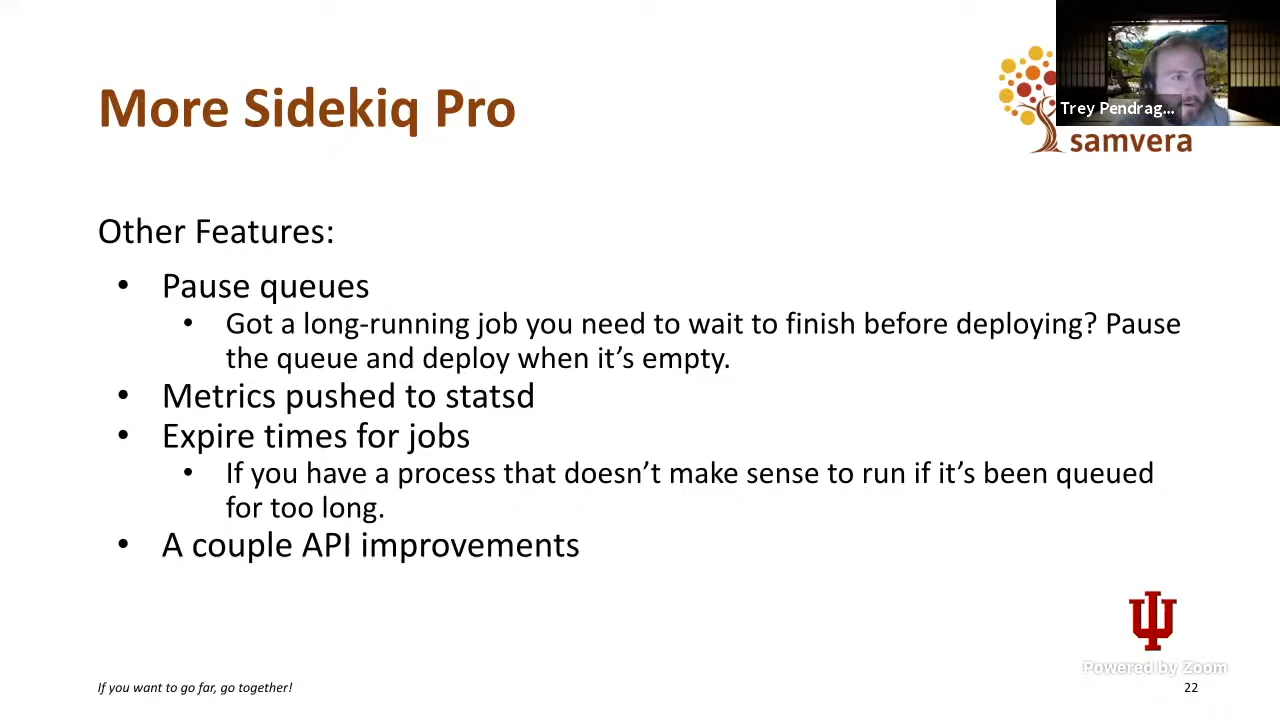 More Sidekiq Pro
Trey Pendrag...
samvera
Other Features:
• Pause queues
• Got a long-running job you need to wait to finish before deploying? Pause
the queue and deploy when it's empty.
• Metrics pushed to statsd
• Expire times for jobs
• If you have a process that doesn't make sense to run if it's been queued
for too long.
• A couple API improvements
Powered by Zoom
If you want to go far, go together!
22